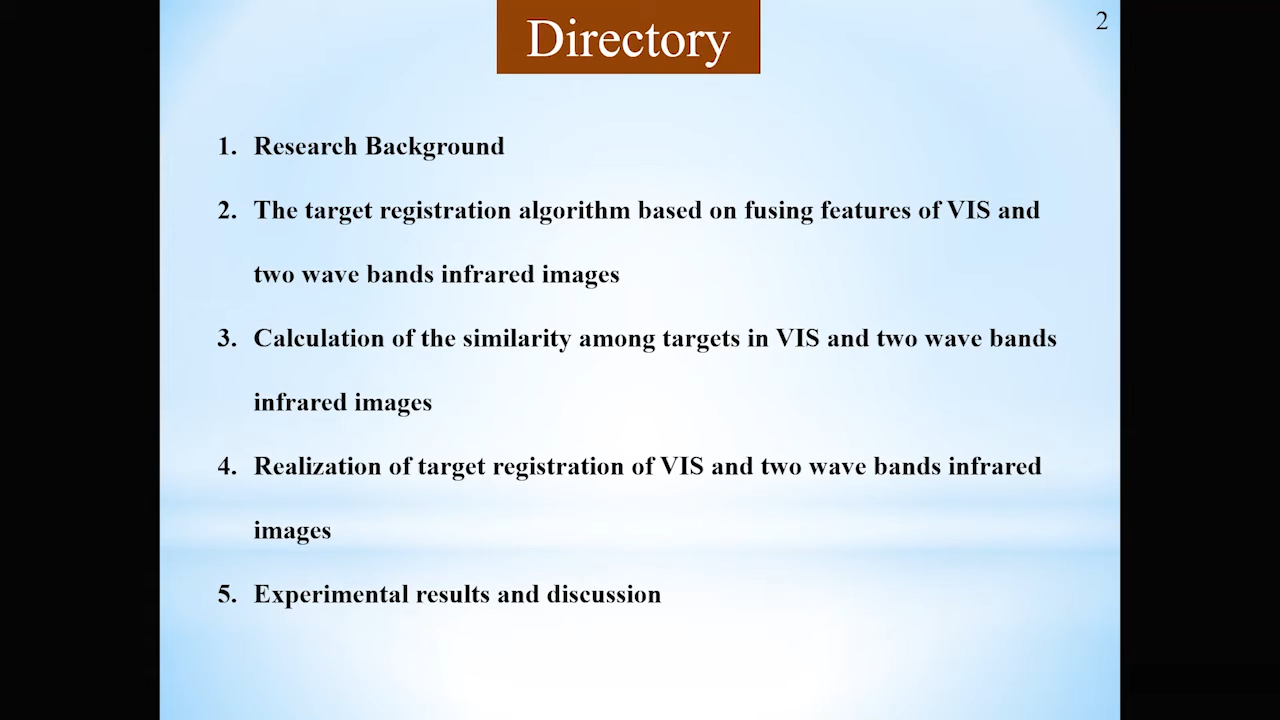 Directory
2
1. Research Background
2. The target registration algorithm based on fusing features of VIS and
two wave bands infrared images
3. Calculation of the similarity among targets in VIS and two wave bands
infrared images
4. Realization of target registration of VIS and two wave bands infrared
images
5. Experimental results and discussion